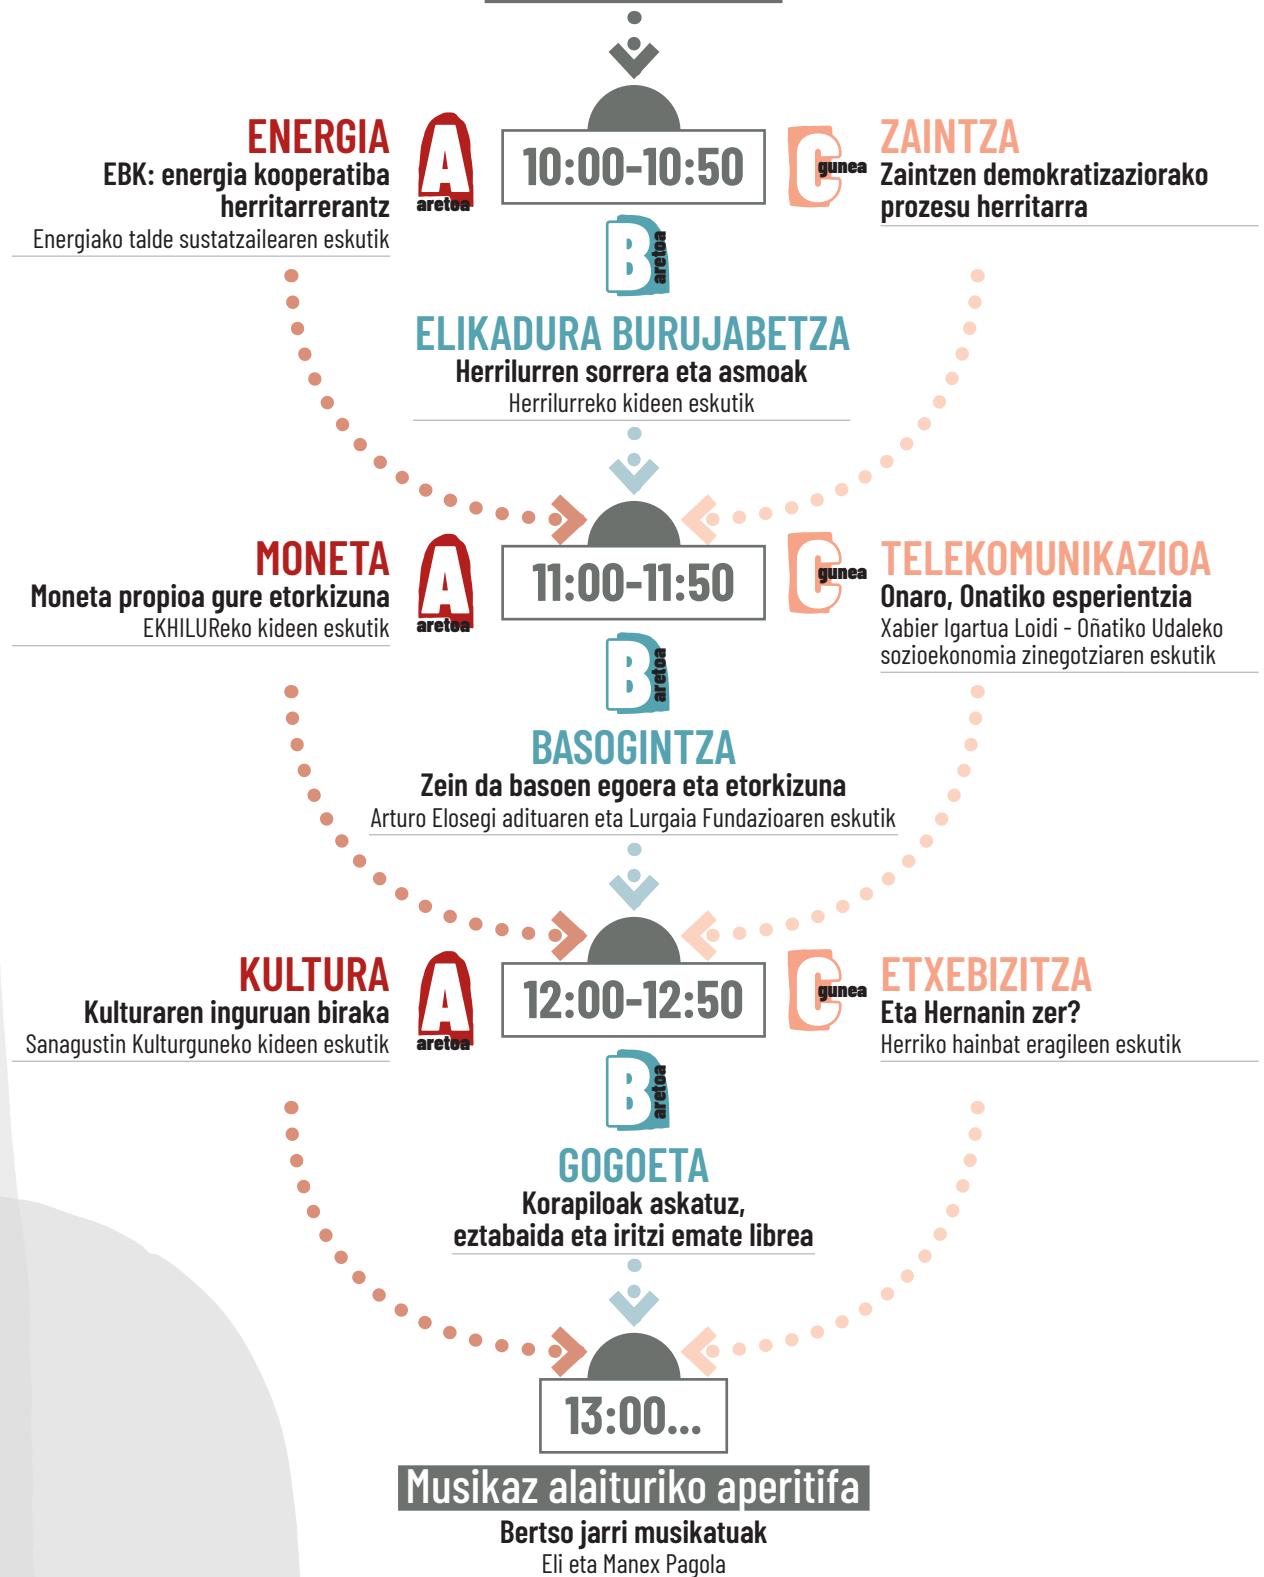 ENERGIA
EBK: energia kooperatiba
herritarrerantz
Energiako talde sustatzailearen eskutik
A
aretoa
10:00-10:50
C
gunea
ZAINTZA
Zaintzen demokratizaziorako
prozesu herritarra
B
aretoa
ELIKADURA BURUJABETZA
Herrilurren sorrera eta asmoak
Herrilurreko kideen eskutik
MONETA
Moneta propioa gure etorkizuna
EKHILUReko kideen eskutik
A
aretoa
11:00-11:50
C
gunea
TELEKOMUNIKAZIOA
Onaro, Onatiko esperientzia
Xabier Igartua Loidi - Oñatiko Udaleko
sozioekonomia zinegotziaren eskutik
B
aretoa
BASOGINTZA
Zein da basoen egoera eta etorkizuna
Arturo Elosegi adituaren eta Lurgaia Fundazioaren eskutik
KULTURA
Kulturaren inguruan biraka
Sanagustin Kulturguneko kideen eskutik
A
aretoa
12:00-12:50
C
gunea
ETXEBIZITZA
Eta Hernanin zer?
Herriko hainbat eragileen eskutik
B
aretoa
GOGOETA
Korapiloak askatuz,
eztabaida eta iritzi emate librea
13:00...
Musikaz alaituriko aperitifa
Bertso jarri musikatuak
Eli eta Manex Pagola